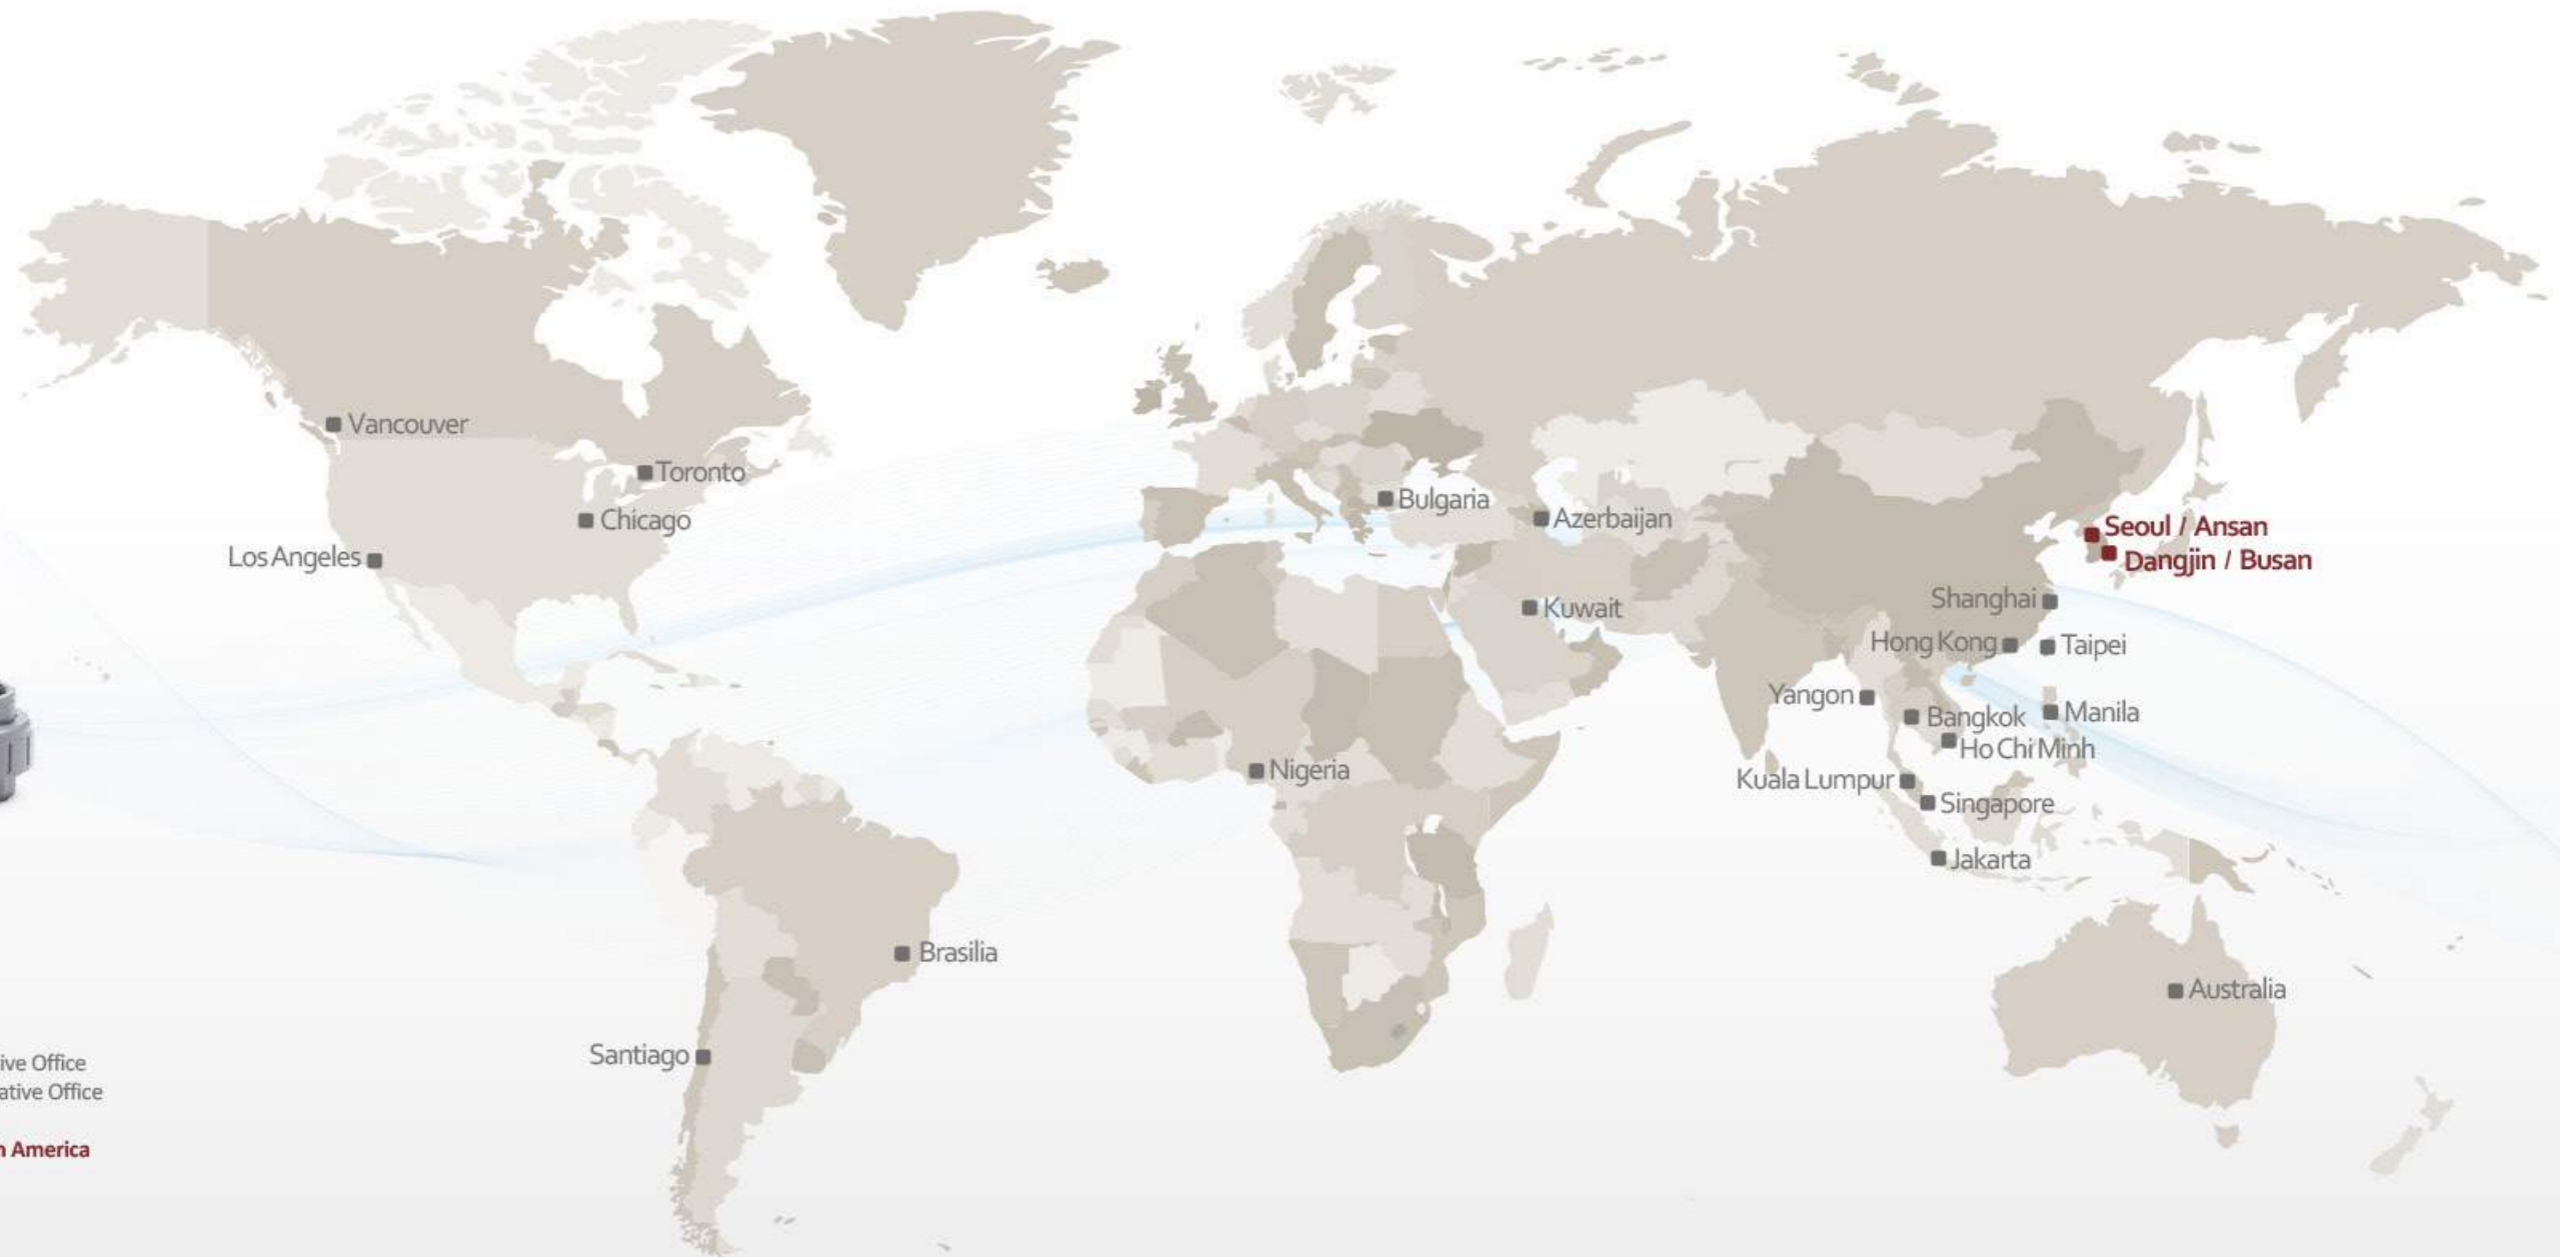 Vancouver
Toronto
Chicago
Los Angeles
Bulgaria
Azerbaijan
Seoul / Ansan
Dangjin / Busan
Kuwait
Shanghai
Hong Kong
Taipei
Yangon
Bangkok
Manila
Ho Chi Minh
Nigeria
Kuala Lumpur
Singapore
Jakarta
Brasilia
Australia
Santiago
ive Office
ative Office
n America